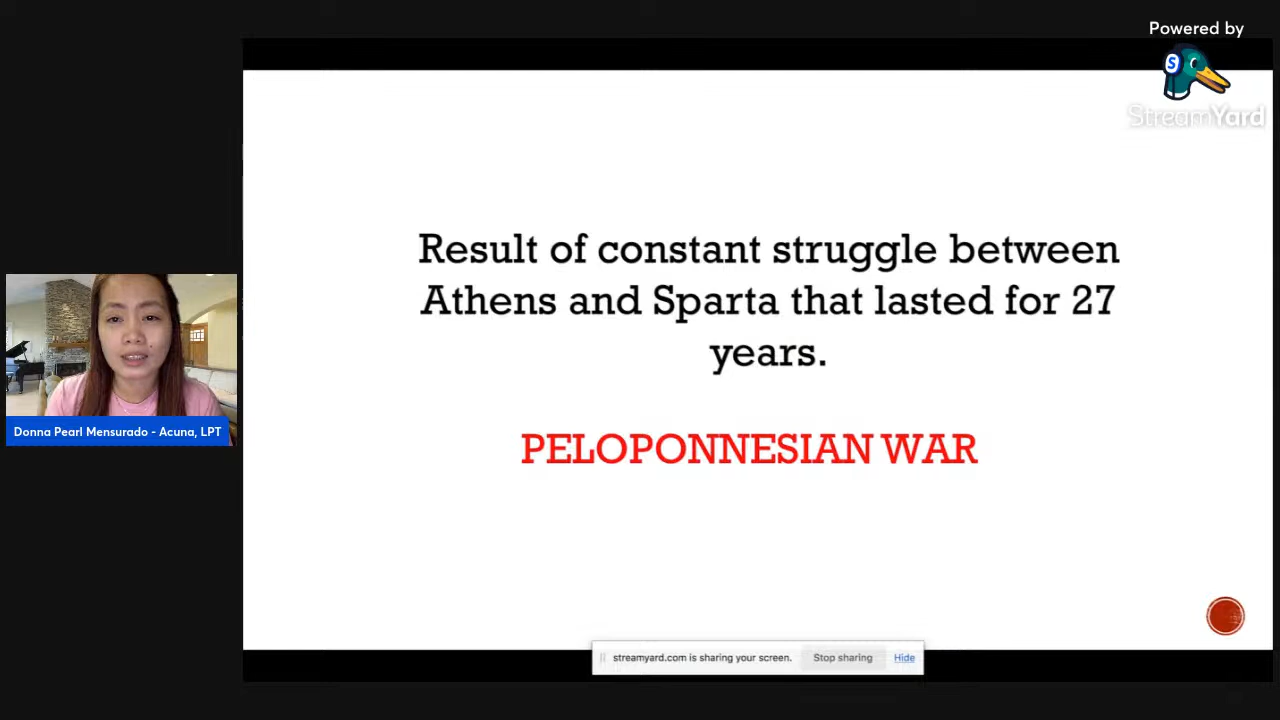 Powered by
S
StreamYard
Result of constant struggle between
Athens and Sparta that lasted for 27
years.
PELOPONNESIAN WAR
Donna Pearl Mensurado - Acuna, LPT
streamyard.com is sharing your screen.
Stop sharing
Hide